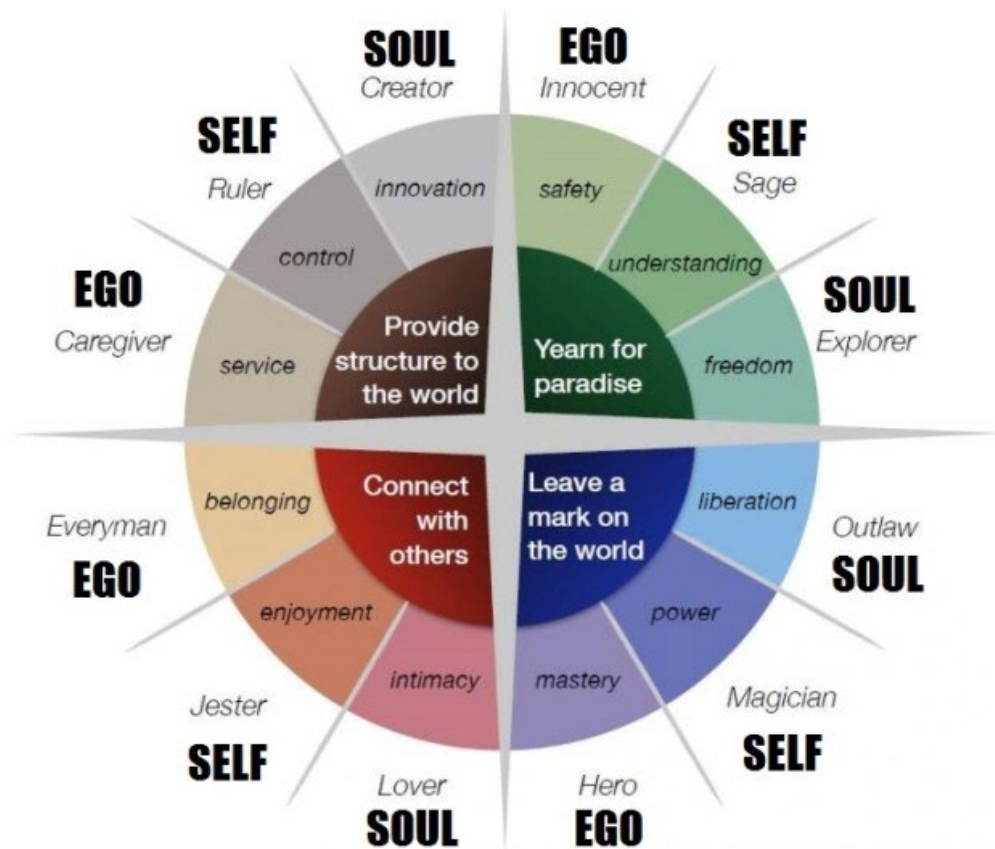 SOUL
Creator
EGO
Innocent
SELF
Ruler
SELF
Sage
innovation
safety
control
understanding
EGO
Caregiver
SOUL
Explorer
service
freedom
Provide
structure to
the world
Yearn for
paradise
Connect
with
others
Leave a
mark on
the world
belonging
liberation
Everyman
EGO
Outlaw
SOUL
enjoyment
power
intimacy
mastery
Jester
SELF
Magician
SELF
Lover
SOUL
Hero
EGO